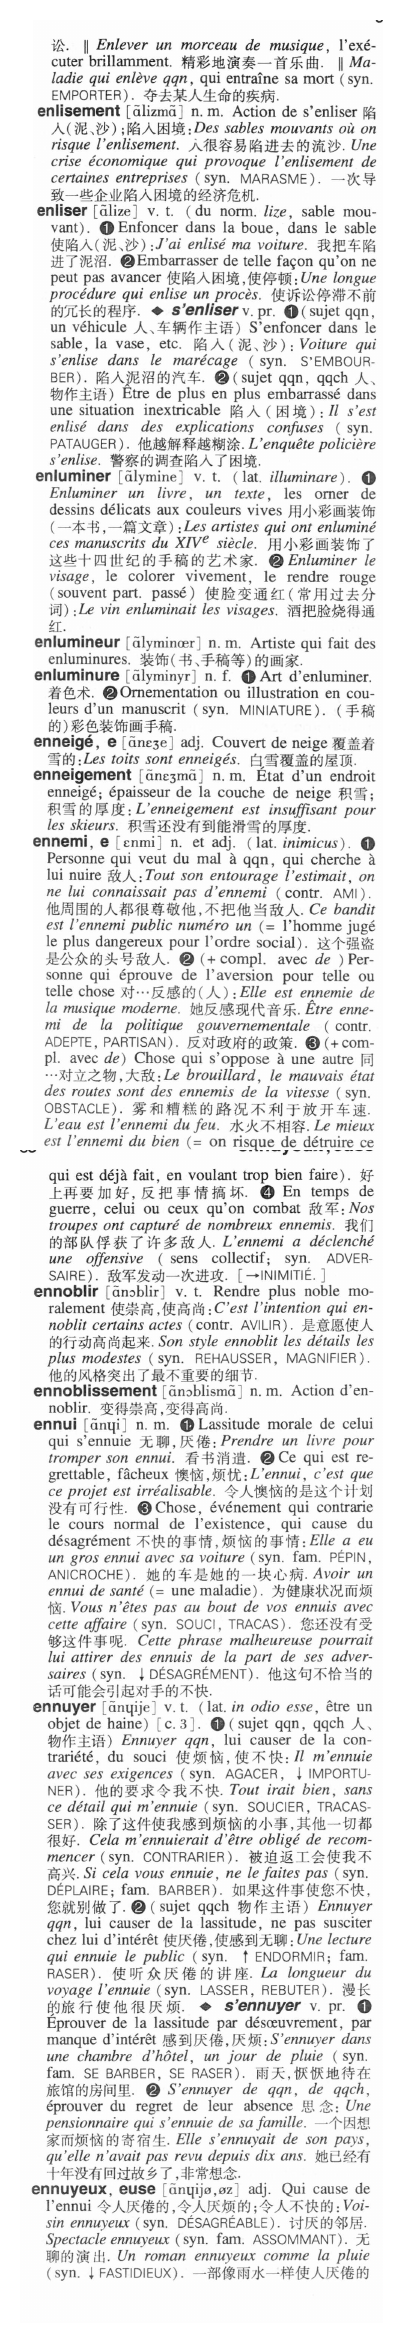 讼. ‖ Enlever un morceau de musique, l'exé-
cuter brillamment. 精彩地演奏一首乐曲. ‖ Ma-
ladie qui enlève qqn, qui entraîne sa mort (syn.
EMPORTER). 夺去某人生命的疾病.
enlisement [ɑ̃lizmɑ̃] n. m. Action de s'enliser 陷
入(泥、沙);陷入困境:Des sables mouvants où on
risque l'enlisement. 人很容易陷进去的流沙. Une
crise économique qui provoque l'enlisement de
certaines entreprises (syn. MARASME). 一次导
致一些企业陷入困境的经济危机.
enliser [ɑ̃lize] v. t. (du norm. lize, sable mou-
vant). ❶ Enfoncer dans la boue, dans le sable
使陷入(泥、沙):J'ai enlisé ma voiture. 我把车陷
进了泥沼. ❷ Embarrasser de telle façon qu'on ne
peut pas avancer 使陷入困境,使停顿:Une longue
procédure qui enlise un procès. 使诉讼停滞不前
的冗长的程序. ◆ s'enliser v. pr. ❶ (sujet qqn,
un véhicule 人、车辆作主语) S'enfoncer dans le
sable, la vase, etc. 陷入(泥、沙): Voiture qui
s'enlise dans le marécage (syn. S'EMBOUR-
BER). 陷入泥沼的汽车. ❷ (sujet qqn, qqch 人、
物作主语) Être de plus en plus embarrassé dans
une situation inextricable 陷入(困境): Il s'est
enlisé dans des explications confuses (syn.
PATAUGER). 他越解释越糊涂. L'enquête policière
s'enlise. 警察的调查陷入了困境.
enluminer [ɑ̃lymine] v. t. (lat. illuminare). ❶
Enluminer un livre, un texte, les orner de
dessins délicats aux couleurs vives 用小彩画装饰
(一本书,一篇文章):Les artistes qui ont enluminé
ces manuscrits du XIVe siècle. 用小彩画装饰了
这些十四世纪的手稿的艺术家. ❷ Enluminer le
visage, le colorer vivement, le rendre rouge
(souvent part. passé) 使脸变通红(常用过去分
词):Le vin enluminait les visages. 酒把脸烧得通
红.
enlumineur [ɑ̃lyminœr] n. m. Artiste qui fait des
enluminures. 装饰(书、手稿等)的画家.
enluminure [ɑ̃lyminyr] n. f. ❶ Art d'enluminer.
着色术. ❷ Ornementation ou illustration en cou-
leurs d'un manuscrit (syn. MINIATURE). (手稿
的)彩色装饰画手稿.
enneigé, e [ɑ̃nɛʒe] adj. Couvert de neige 覆盖着
雪的:Les toits sont enneigés. 白雪覆盖的屋顶.
enneigement [ɑ̃nɛʒmɑ̃] n. m. État d'un endroit
enneigé; épaisseur de la couche de neige 积雪;
积雪的厚度: L'enneigement est insuffisant pour
les skieurs. 积雪还没有到能滑雪的厚度.
ennemi, e [ɛnmi] n. et adj. (lat. inimicus). ❶
Personne qui veut du mal à qqn, qui cherche à
lui nuire 敌人:Tout son entourage l'estimait, on
ne lui connaissait pas d'ennemi (contr. AMI).
他周围的人都很尊敬他,不把他当敌人. Ce bandit
est l'ennemi public numéro un (= l'homme jugé
le plus dangereux pour l'ordre social). 这个强盗
是公众的头号敌人. ❷ (+ compl. avec de) Per-
sonne qui éprouve de l'aversion pour telle ou
telle chose 对…反感的(人):Elle est ennemie de
la musique moderne. 她反感现代音乐. Être enne-
mi de la politique gouvernementale (contr.
ADEPTE, PARTISAN). 反对政府的政策. ❸ (+ com-
pl. avec de) Chose qui s'oppose à une autre 同
…对立之物,大敌:Le brouillard, le mauvais état
des routes sont des ennemis de la vitesse (syn.
OBSTACLE). 雾和糟糕的路况不利于放开车速.
L'eau est l'ennemi du feu. 水火不相容. Le mieux
est l'ennemi du bien (= on risque de détruire ce
qui est déjà fait, en voulant trop bien faire). 好
上再要加好,反把事情搞坏. ❹ En temps de
guerre, celui ou ceux qu'on combat 敌军:Nos
troupes ont capturé de nombreux ennemis. 我们
的部队俘获了许多敌人. L'ennemi a déclenché
une offensive (sens collectif; syn. ADVER-
SAIRE). 敌军发动一次进攻. [→INIMITIÉ.]
ennoblir [ɑ̃nɔblir] v. t. Rendre plus noble mo-
ralement 使崇高,使高尚:C'est l'intention qui en-
noblit certains actes (contr. AVILIR). 是意愿使人
的行动高尚起来. Son style ennoblit les détails les
plus modestes (syn. REHAUSSER, MAGNIFIER).
他的风格突出了最不重要的细节.
ennoblissement [ɑ̃nɔblismɑ̃] n. m. Action d'en-
noblir. 变得崇高,变得高尚.
ennui [ɑ̃nɥi] n. m. ❶ Lassitude morale de celui
qui s'ennuie 无聊,厌倦: Prendre un livre pour
tromper son ennui. 看书消遣. ❷ Ce qui est re-
grettable, fâcheux 懊恼,烦忧:L'ennui, c'est que
ce projet est irréalisable. 令人懊恼的是这个计划
没有可行性. ❸ Chose, événement qui contrarie
le cours normal de l'existence, qui cause du
désagrément 不快的事情,烦恼的事情:Elle a eu
un gros ennui avec sa voiture (syn. fam. PÉPIN,
ANICROCHE). 她的车是她的一块心病. Avoir un
ennui de santé (= une maladie). 为健康状况而烦
恼. Vous n'êtes pas au bout de vos ennuis avec
cette affaire (syn. SOUCI, TRACAS). 您还没有受
够这件事呢. Cette phrase malheureuse pourrait
lui attirer des ennuis de la part de ses adver-
saires (syn. ↓DÉSAGRÉMENT). 他这句不恰当的
话可能会引起对手的不快.
ennuyer [ɑ̃nɥije] v. t. (lat. in odio esse, être un
objet de haine) [c. 3]. ❶ (sujet qqn, qqch 人、
物作主语) Ennuyer qqn, lui causer de la con-
trariété, du souci 使烦恼,使不快: Il m'ennuie
avec ses exigences (syn. AGACER, ↓IMPORTU-
NER). 他的要求令我不快. Tout irait bien, sans
ce détail qui m'ennuie (syn. SOUCIER, TRACAS-
SER). 除了这件使我感到烦恼的小事,其他一切都
很好. Cela m'ennuierait d'être obligé de recom-
mencer (syn. CONTRARIER). 被迫返工会使我不
高兴. Si cela vous ennuie, ne le faites pas (syn.
DÉPLAIRE; fam. BARBER). 如果这件事使您不快,
您就别做了. ❷ (sujet qqch 物作主语) Ennuyer
qqn, lui causer de la lassitude, ne pas susciter
chez lui d'intérêt 使厌倦,使感到无聊:Une lecture
qui ennuie le public (syn. ↑ENDORMIR; fam.
RASER). 使听众厌倦的讲座. La longueur du
voyage l'ennuie (syn. LASSER, REBUTER). 漫长
的旅行使他很厌烦. ◆ s'ennuyer v. pr. ❶
Éprouver de la lassitude par désœuvrement, par
manque d'intérêt 感到厌倦,厌烦:S'ennuyer dans
une chambre d'hôtel, un jour de pluie (syn.
fam. SE BARBER, SE RASER). 雨天,恹恹地待在
旅馆的房间里. ❷ S'ennuyer de qqn, de qqch,
éprouver du regret de leur absence 思念: Une
pensionnaire qui s'ennuie de sa famille. 一个因想
家而烦恼的寄宿生. Elle s'ennuyait de son pays,
qu'elle n'avait pas revu depuis dix ans. 她已经有
十年没有回过故乡了,非常想念.
ennuyeux, euse [ɑ̃nɥijø,øz] adj. Qui cause de
l'ennui 令人厌倦的,令人厌烦的;令人不快的: Voi-
sin ennuyeux (syn. DÉSAGRÉABLE). 讨厌的邻居.
Spectacle ennuyeux (syn. fam. ASSOMMANT). 无
聊的演出. Un roman ennuyeux comme la pluie
(syn. ↓FASTIDIEUX). 一部像雨水一样使人厌倦的